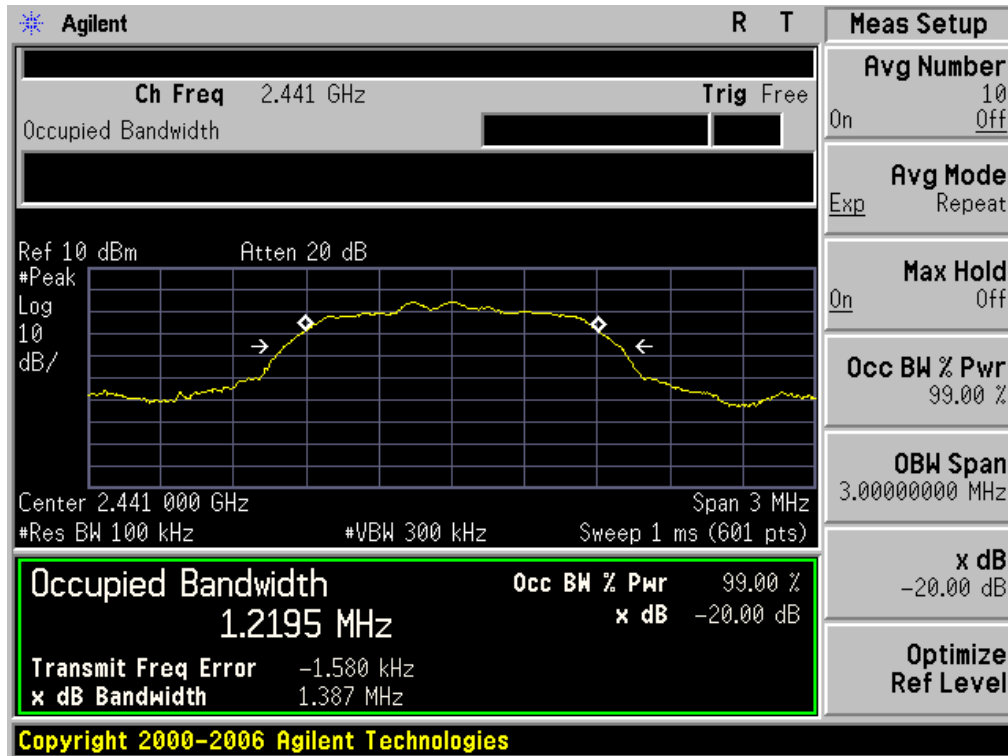 Agilent R T
Meas Setup
Ch Freq 2.441 GHz Trig Free
Occupied Bandwidth
Ref 10 dBm Atten 20 dB
#Peak
Log
10
dB/
Center 2.441 000 GHz Span 3 MHz
#Res BW 100 kHz #VBW 300 kHz Sweep 1 ms (601 pts)
Occupied Bandwidth Occ BW % Pwr 99.00 %
1.2195 MHz x dB -20.00 dB
Transmit Freq Error -1.580 kHz
x dB Bandwidth 1.387 MHz
Avg Number
10
On Off
Avg Mode
Exp Repeat
Max Hold
On Off
Occ BW % Pwr
99.00 %
OBW Span
3.00000000 MHz
x dB
-20.00 dB
Optimize
Ref Level
Copyright 2000-2006 Agilent Technologies